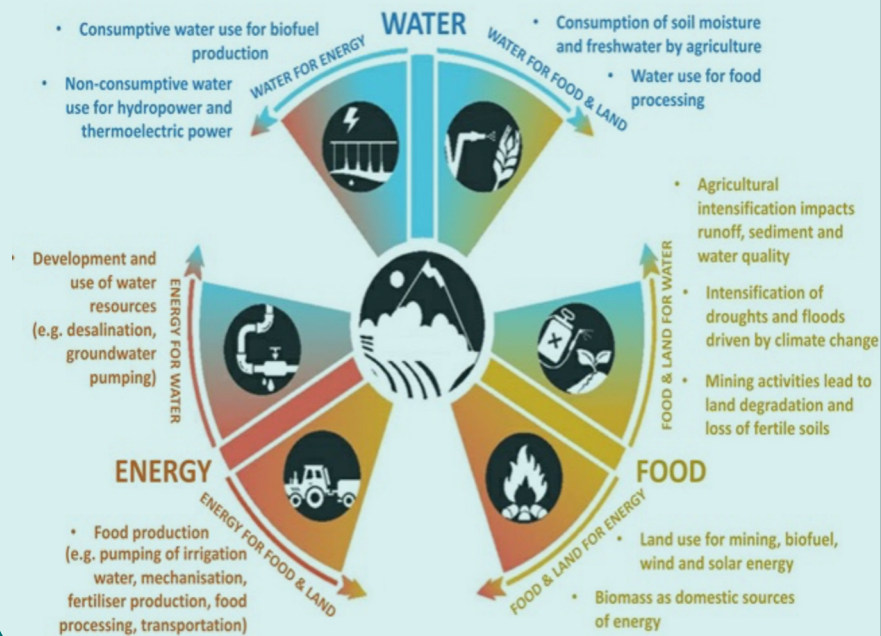 WATER
• Consumptive water use for biofuel
production
• Non-consumptive water
use for hydropower and
thermoelectric power
WATER FOR ENERGY
WATER FOR FOOD & LAND
• Consumption of soil moisture
and freshwater by agriculture
• Water use for food
processing
• Agricultural
intensification impacts
runoff, sediment and
water quality
• Intensification of
droughts and floods
driven by climate change
• Mining activities lead to
land degradation and
loss of fertile soils
FOOD & LAND FOR WATER
• Development and
use of water
resources
(e.g. desalination,
groundwater
pumping)
ENERGY FOR WATER
ENERGY
FOOD
ENERGY FOR FOOD & LAND
FOOD & LAND FOR ENERGY
• Food production
(e.g. pumping of irrigation
water, mechanisation,
fertiliser production, food
processing, transportation)
• Land use for mining, biofuel,
wind and solar energy
• Biomass as domestic sources
of energy